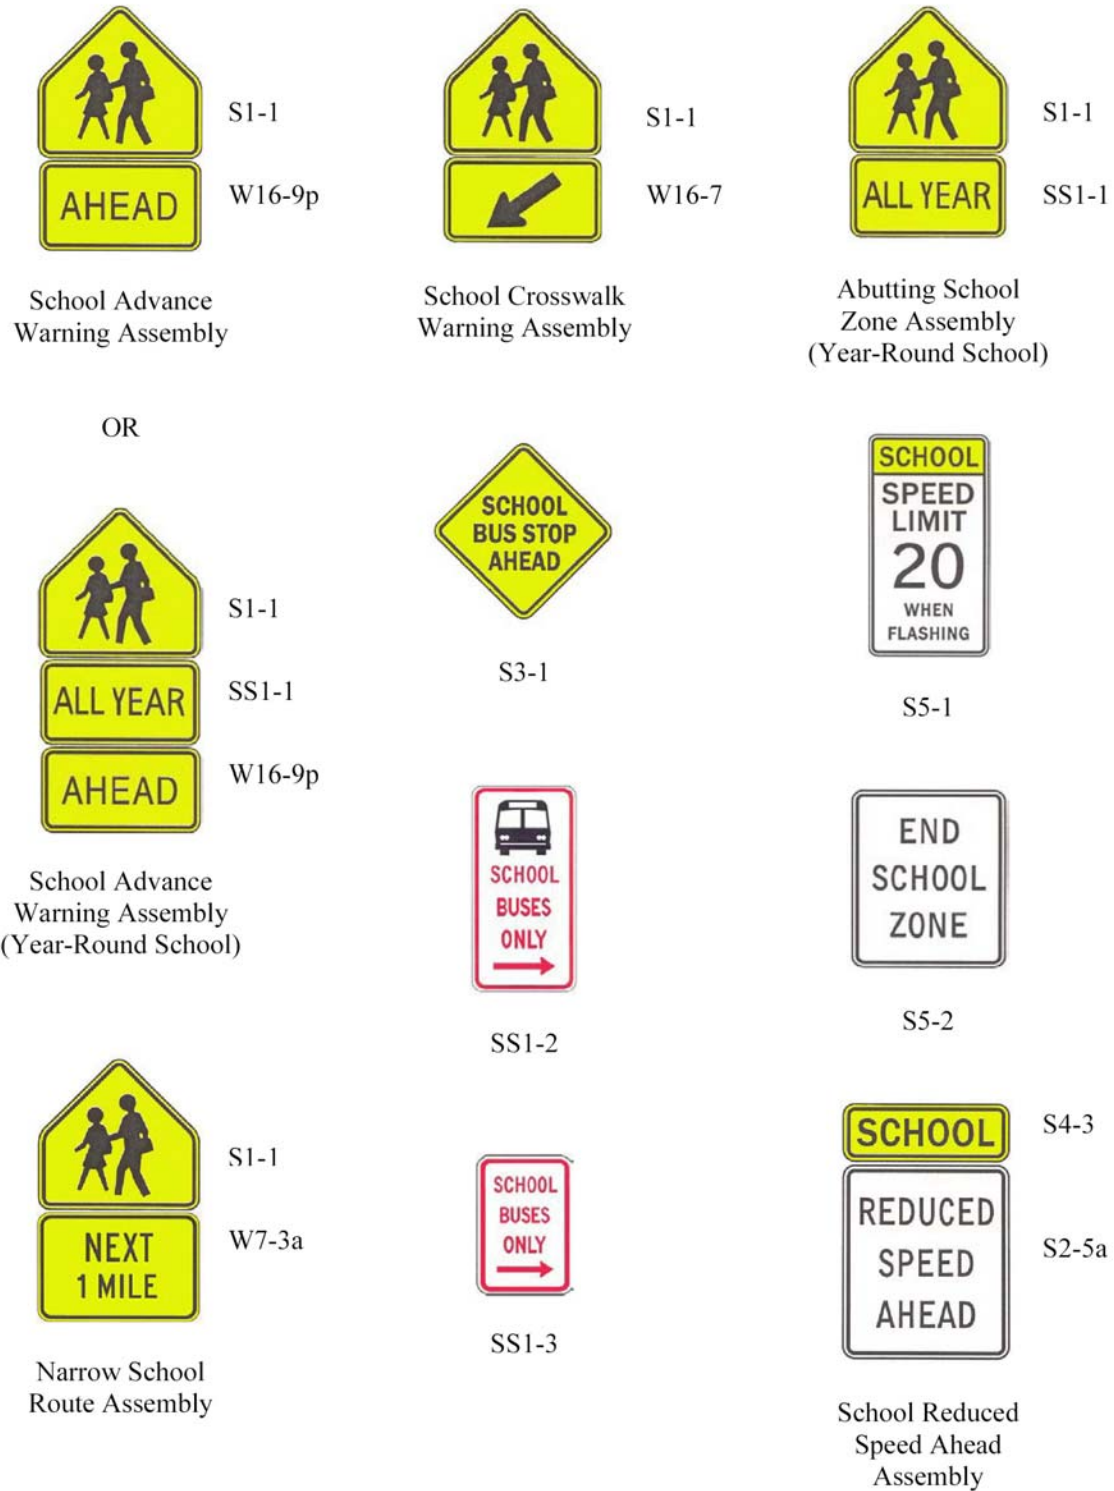 S1-1
AHEAD
W16-9p
School Advance
Warning Assembly
OR
S1-1
ALL YEAR
SS1-1
AHEAD
W16-9p
School Advance
Warning Assembly
(Year-Round School)
S1-1
NEXT
1 MILE
W7-3a
Narrow School
Route Assembly
S1-1
W16-7
School Crosswalk
Warning Assembly
SCHOOL
BUS STOP
AHEAD
S3-1
SCHOOL
BUSES
ONLY
SS1-2
SCHOOL
BUSES
ONLY
SS1-3
S1-1
ALL YEAR
SS1-1
Abutting School
Zone Assembly
(Year-Round School)
SCHOOL
SPEED
LIMIT
20
WHEN
FLASHING
S5-1
END
SCHOOL
ZONE
S5-2
SCHOOL
S4-3
REDUCED
SPEED
AHEAD
S2-5a
School Reduced
Speed Ahead
Assembly